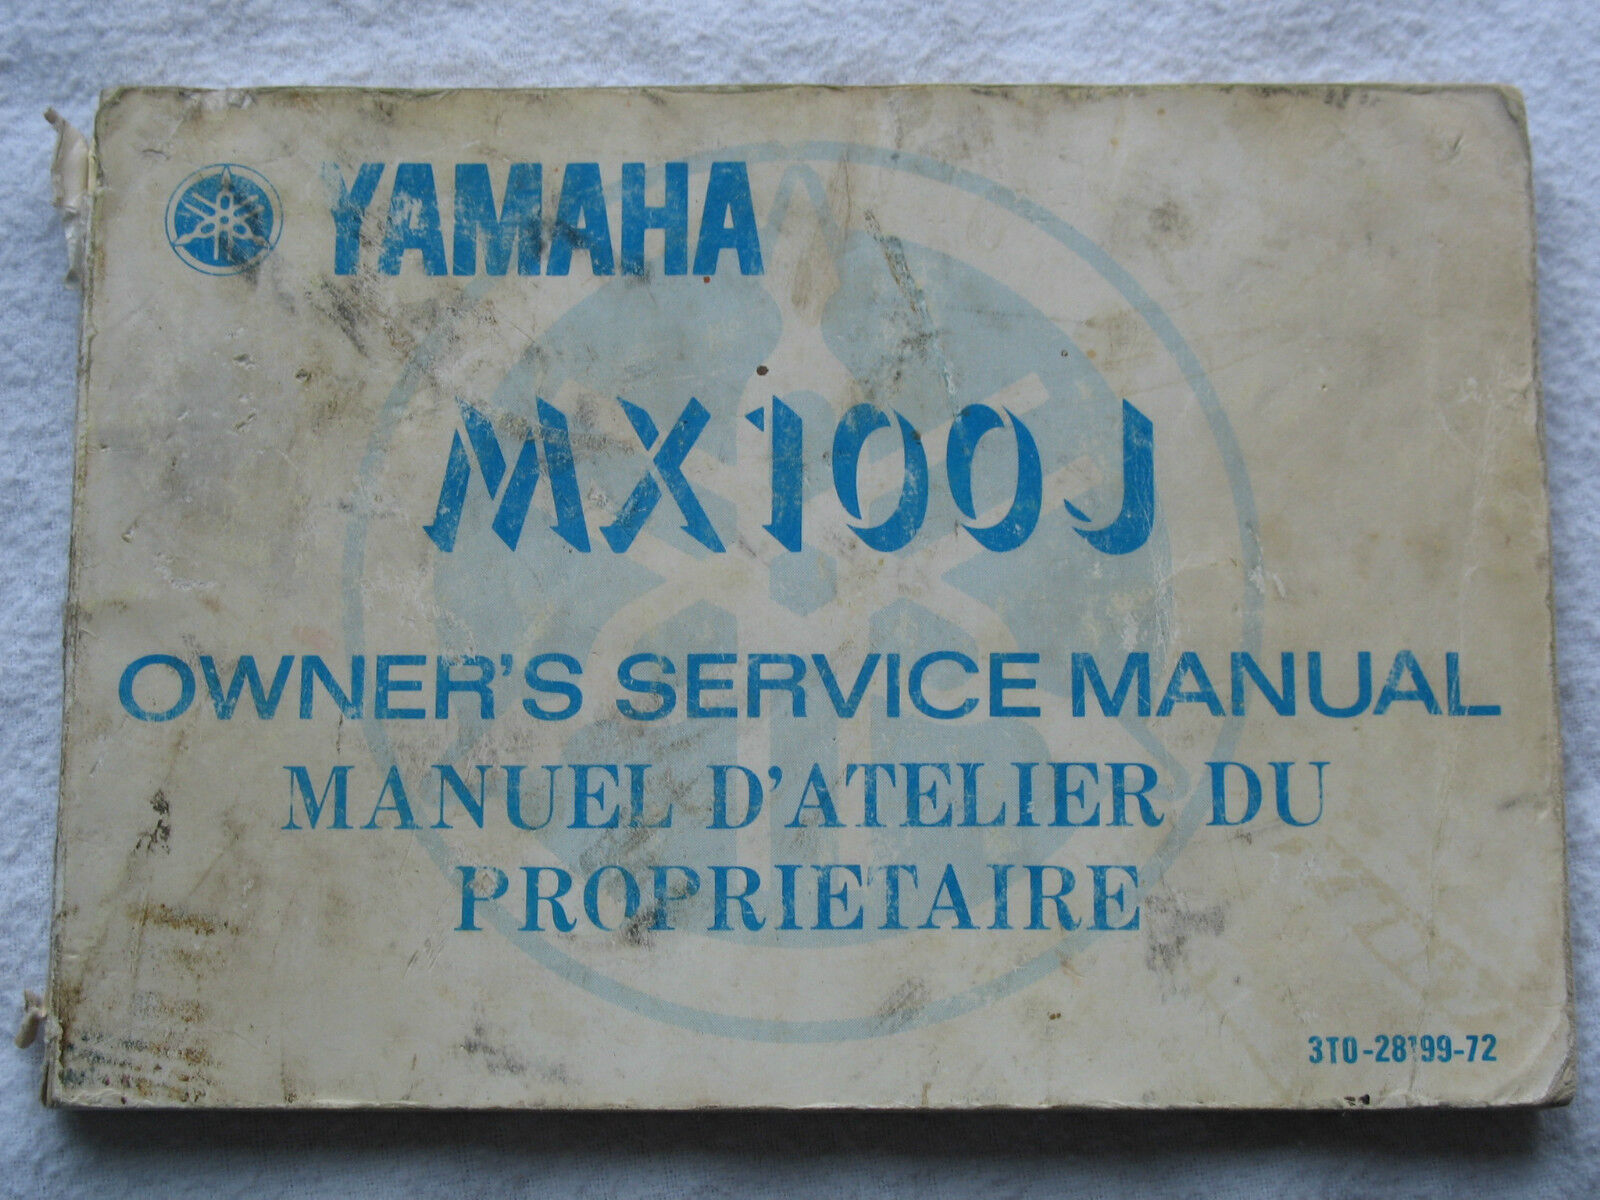 YAMAHA
MX100J
OWNER'S SERVICE MANUAL
MANUEL D'ATELIER DU
PROPRIETAIRE
3T0-28199-72